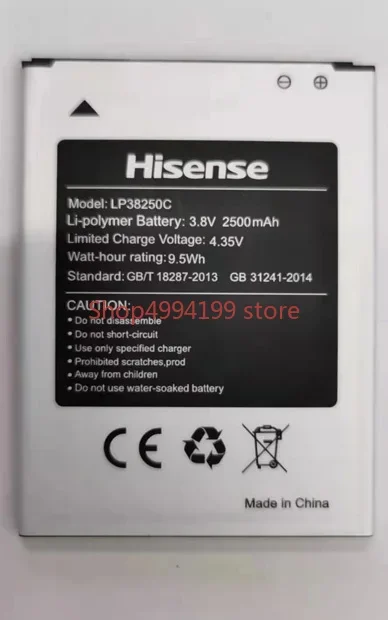 Hisense
Model: LP38250C
Li-polymer Battery: 3.8V 2500mAh
Limited Charge Voltage: 4.35V
Watt-hour rating: 9.5Wh
Standard: GB/T 18287-2013 GB 31241-2014
CAUTION:
Shop4994199 store
• Do not disassemble
• Do not short-circuit
• Use only specified charger
• Prohibited scratches,prod
• Away from children
• Do not use water-soaked battery
CE
Made in China